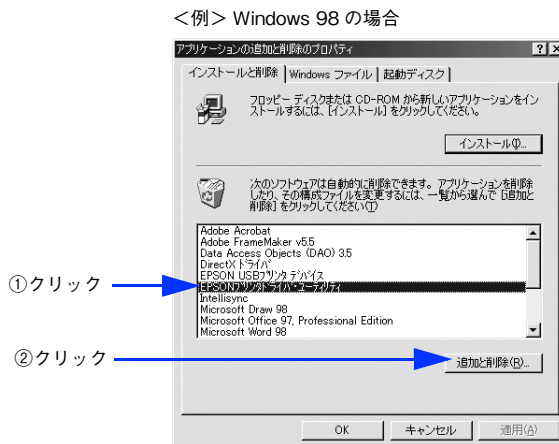 <例> Windows 98 の場合
アプリケーションの追加と削除のプロパティ
インストールと削除 Windows ファイル 起動ディスク
フロッピー ディスクまたは CD-ROM から新しいアプリケーションをイン
ストールするには、[インストール] をクリックしてください。
インストール(I)...
次のソフトウェアは自動的に削除できます。アプリケーションを削除
したり、その構成ファイルを変更するには、一覧から選んで [追加と
削除] をクリックしてください(T)
Adobe Acrobat
Adobe FrameMaker v5.5
Data Access Objects (DAO) 3.5
DirectX ドライバ
EPSON USBプリンタ デバイス
①クリック
EPSONプリンタドライバ・ユーティリティ
Intellisync
Microsoft Draw 98
Microsoft Office 97, Professional Edition
Microsoft Word 98
②クリック
追加と削除(R)...
OK キャンセル 適用(A)